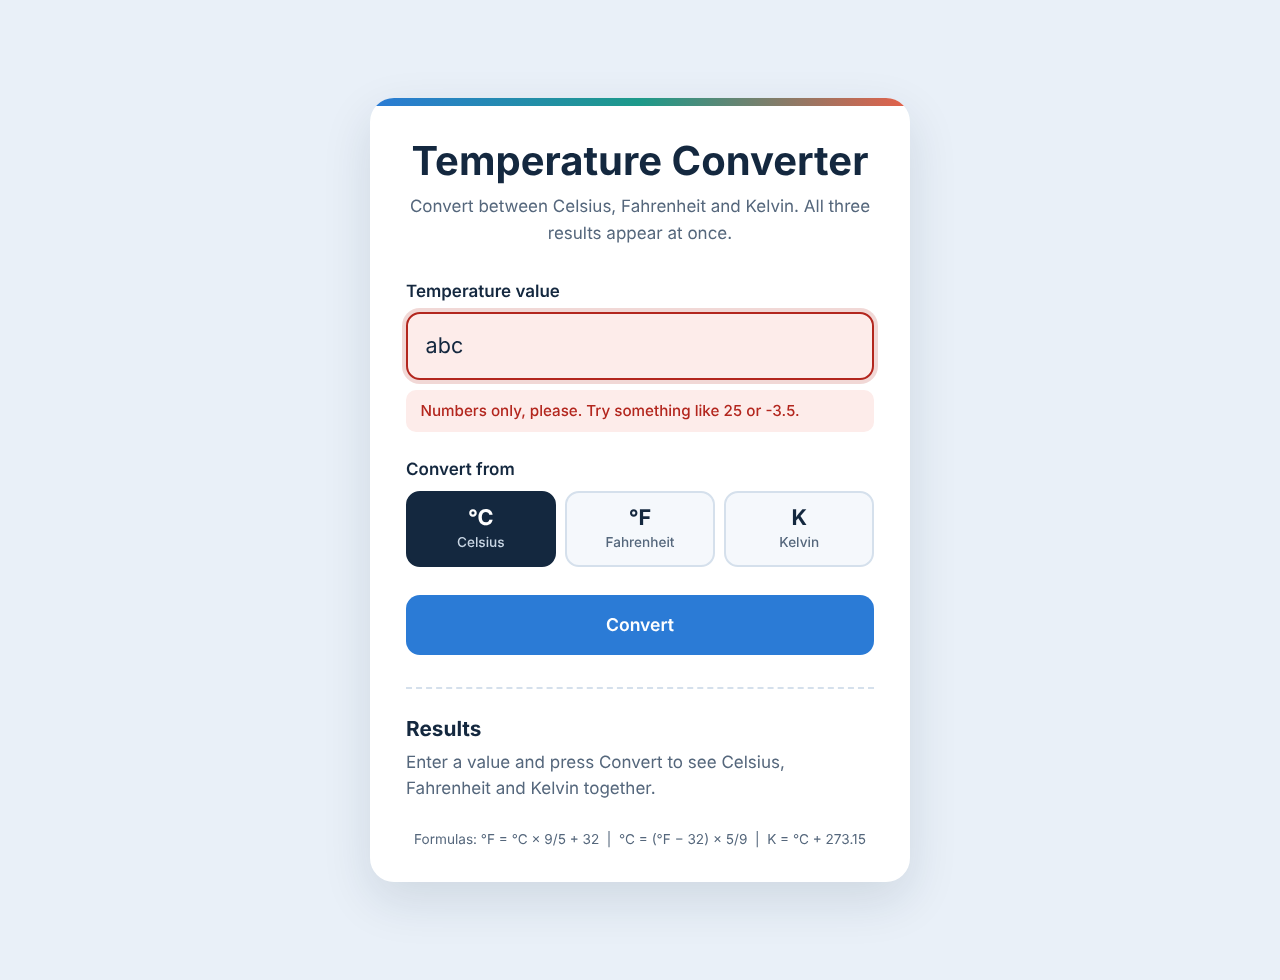 Temperature Converter
Convert between Celsius, Fahrenheit and Kelvin. All three
results appear at once.
Temperature value
abc
Numbers only, please. Try something like 25 or -3.5.
Convert from
°C
Celsius
°F
Fahrenheit
K
Kelvin
Convert
Results
Enter a value and press Convert to see Celsius,
Fahrenheit and Kelvin together.
Formulas: °F = °C × 9/5 + 32 | °C = (°F − 32) × 5/9 | K = °C + 273.15